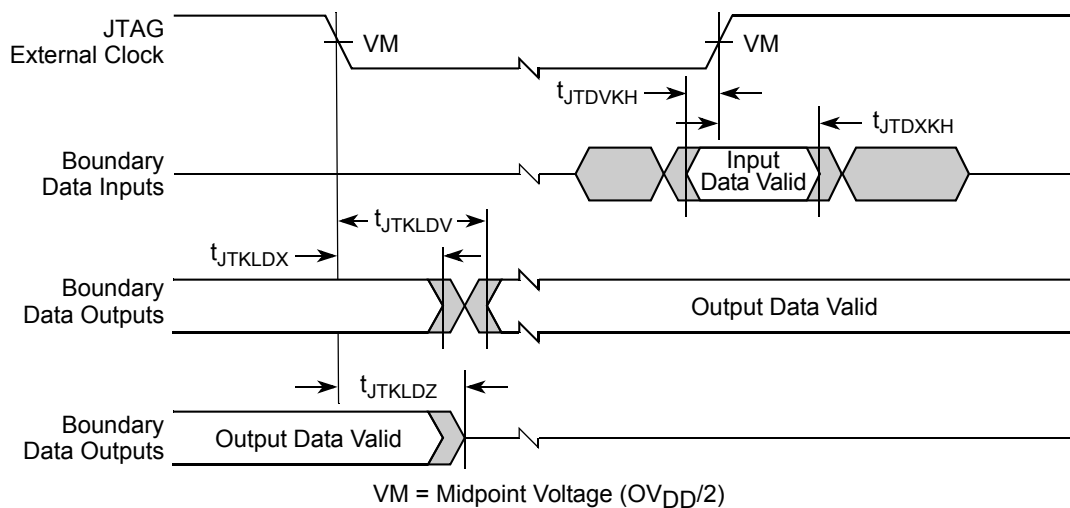 JTAG
External Clock
VM
VM
tJTDVKH
tJTDXKH
Boundary
Data Inputs
Input
Data Valid
tJTKLDV
tJTKLDX
Boundary
Data Outputs
Output Data Valid
tJTKLDZ
Boundary
Data Outputs
Output Data Valid
VM = Midpoint Voltage (OVDD/2)